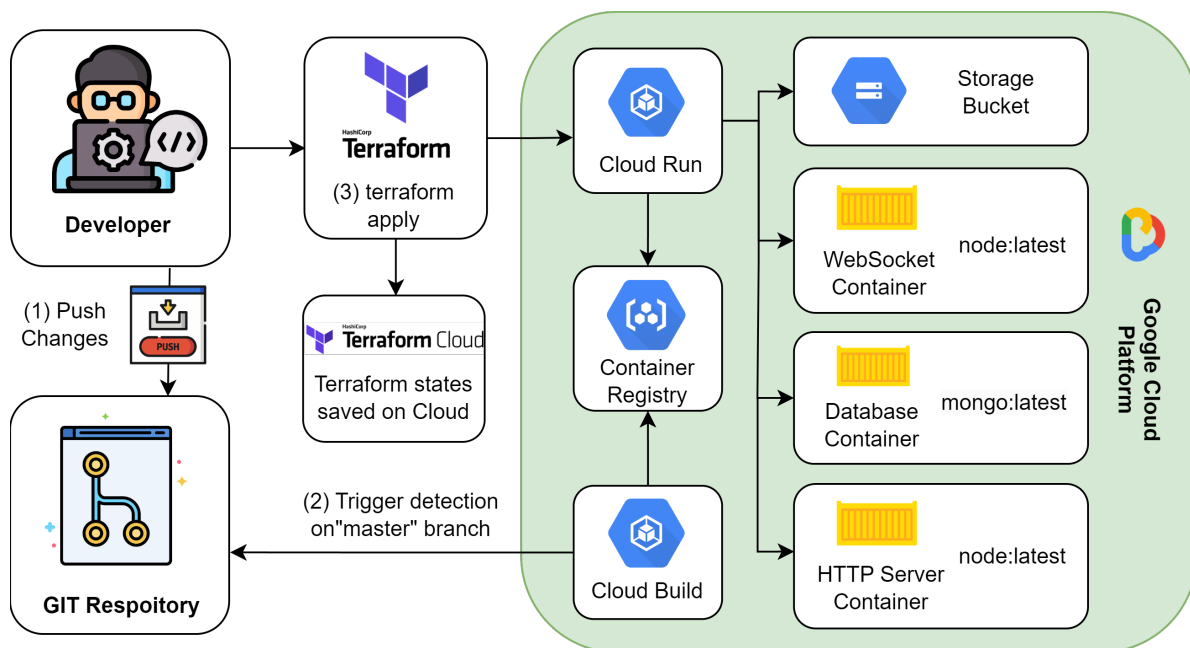 Developer
(1) Push
Changes
PUSH
GIT Respoitory
HashiCorp
Terraform
(3) terraform
apply
HashiCorp
Terraform Cloud
Terraform states
saved on Cloud
(2) Trigger detection
on"master" branch
Cloud Run
Container
Registry
Cloud Build
Storage
Bucket
WebSocket
Container
node:latest
Database
Container
mongo:latest
HTTP Server
Container
node:latest
Google Cloud
Platform